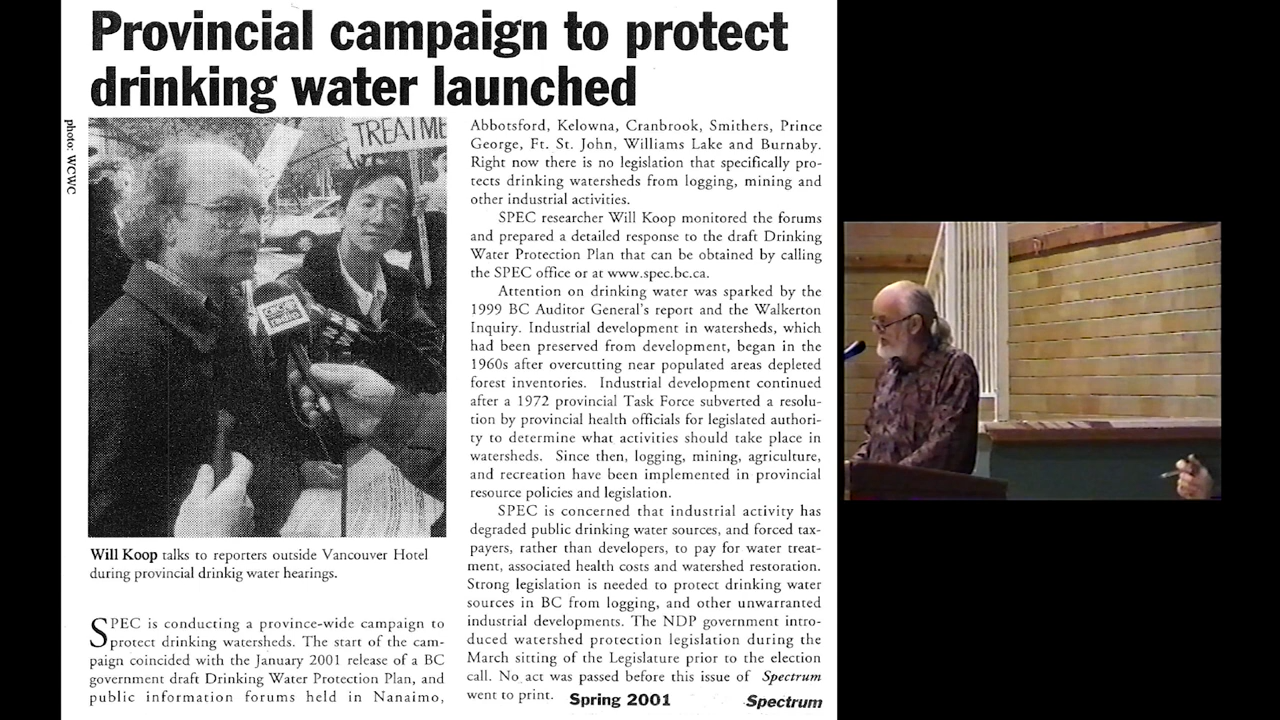 Provincial campaign to protect
drinking water launched
photo: WCWC
TREATME
CBC
Will Koop talks to reporters outside Vancouver Hotel
during provincial drinkig water hearings.
SPEC is conducting a province-wide campaign to
protect drinking watersheds. The start of the cam-
paign coincided with the January 2001 release of a BC
government draft Drinking Water Protection Plan, and
public information forums held in Nanaimo,
Abbotsford, Kelowna, Cranbrook, Smithers, Prince
George, Ft. St. John, Williams Lake and Burnaby.
Right now there is no legislation that specifically pro-
tects drinking watersheds from logging, mining and
other industrial activities.
SPEC researcher Will Koop monitored the forums
and prepared a detailed response to the draft Drinking
Water Protection Plan that can be obtained by calling
the SPEC office or at www.spec.bc.ca.
Attention on drinking water was sparked by the
1999 BC Auditor General's report and the Walkerton
Inquiry. Industrial development in watersheds, which
had been preserved from development, began in the
1960s after overcutting near populated areas depleted
forest inventories. Industrial development continued
after a 1972 provincial Task Force subverted a resolu-
tion by provincial health officials for legislated authori-
ty to determine what activities should take place in
watersheds. Since then, logging, mining, agriculture,
and recreation have been implemented in provincial
resource policies and legislation.
SPEC is concerned that industrial activity has
degraded public drinking water sources, and forced tax-
payers, rather than developers, to pay for water treat-
ment, associated health costs and watershed restoration.
Strong legislation is needed to protect drinking water
sources in BC from logging, and other unwarranted
industrial developments. The NDP government intro-
duced watershed protection legislation during the
March sitting of the Legislature prior to the election
call. No act was passed before this issue of Spectrum
went to print.
Spring 2001 Spectrum